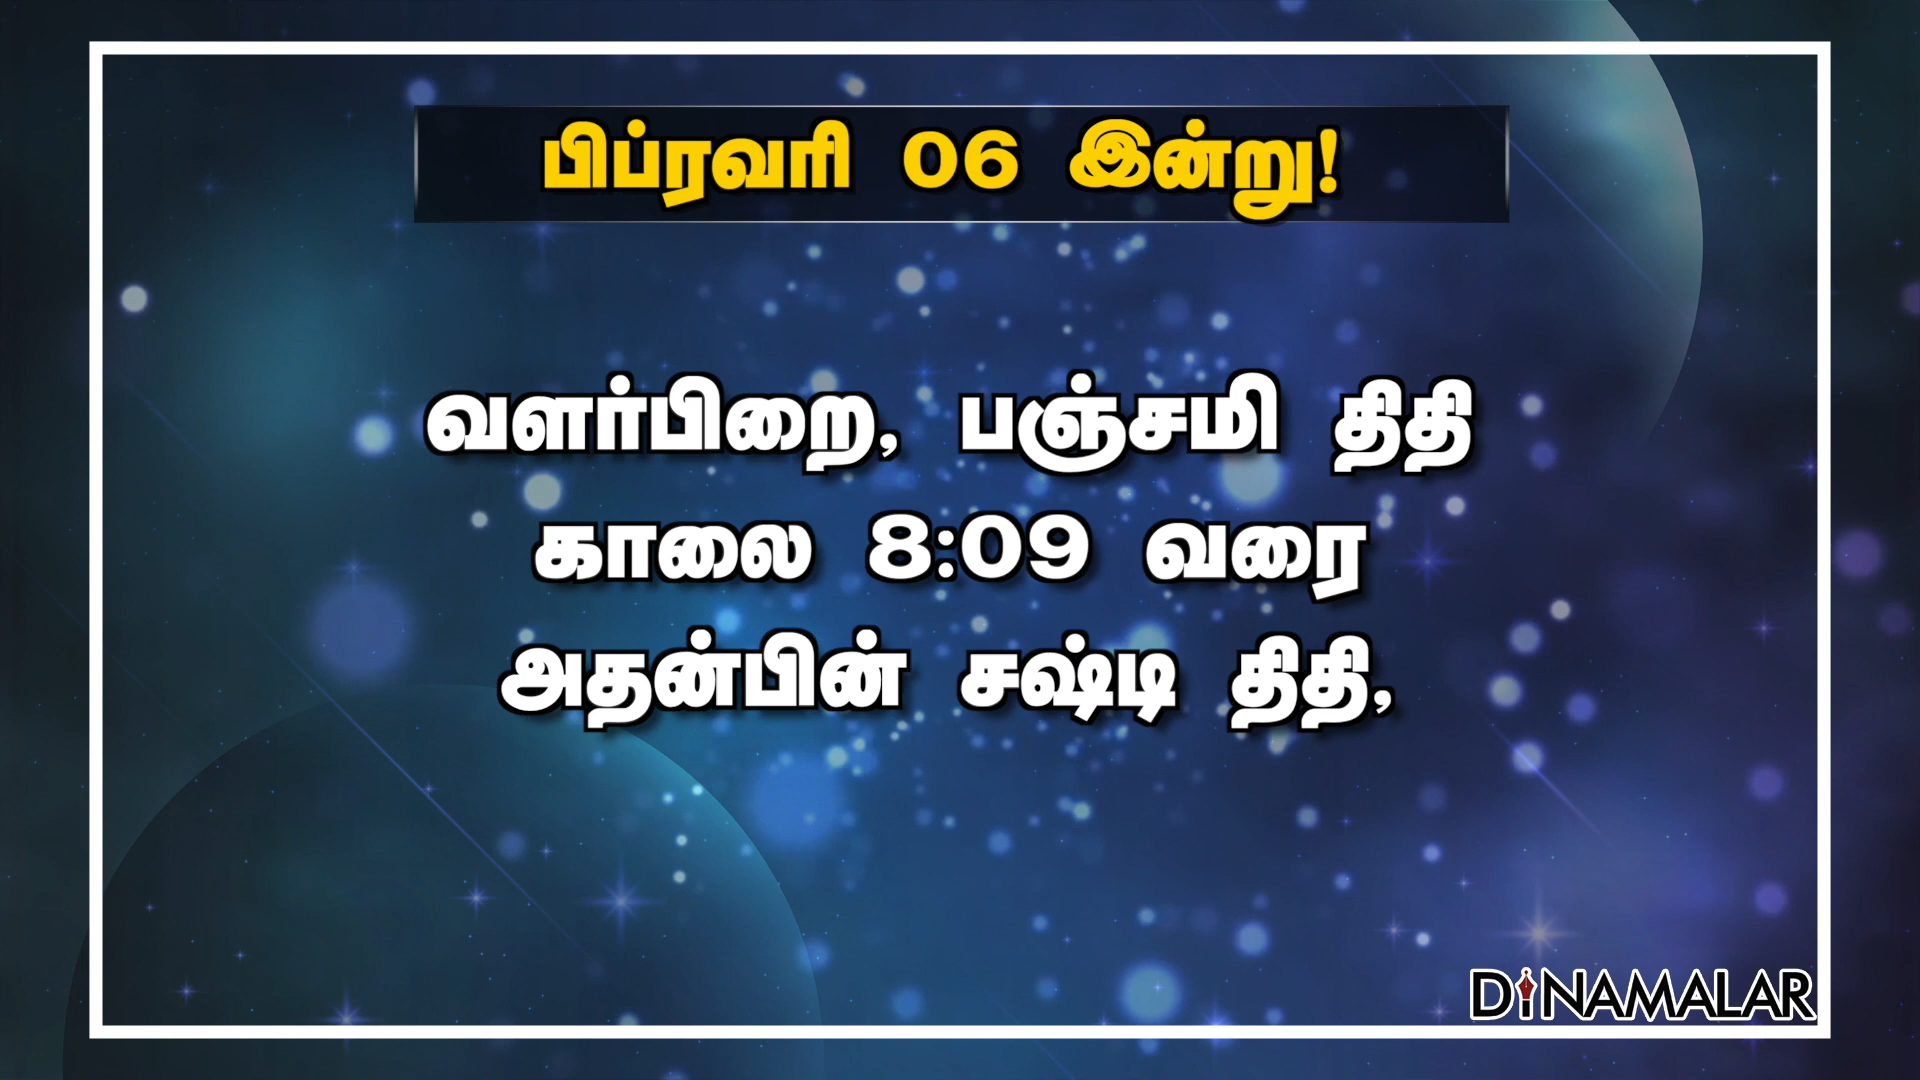 பிப்ரவரி 06 இன்று!
வளர்பிறை, பஞ்சமி திதி
காலை 8:09 வரை
அதன்பின் சஷ்டி திதி,
DINAMALAR